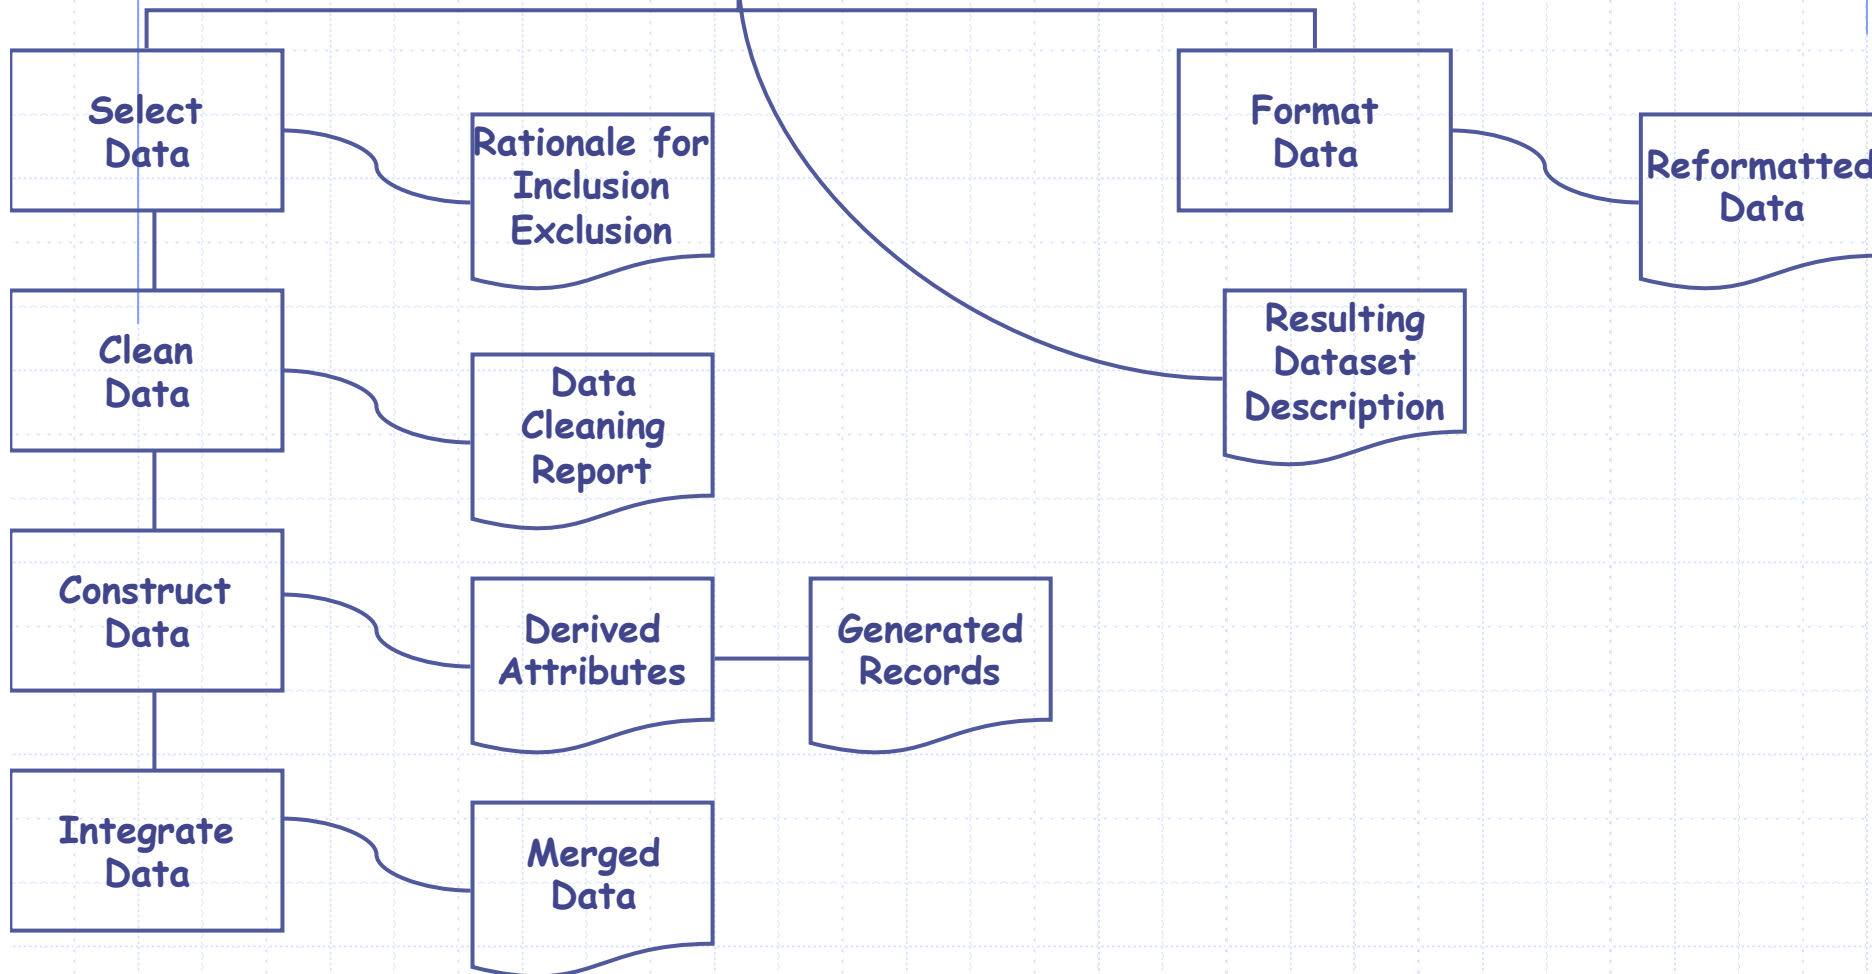 Select
Data
Rationale for
Inclusion
Exclusion
Format
Data
Reformatted
Data
Clean
Data
Data
Cleaning
Report
Resulting
Dataset
Description
Construct
Data
Derived
Attributes
Generated
Records
Integrate
Data
Merged
Data